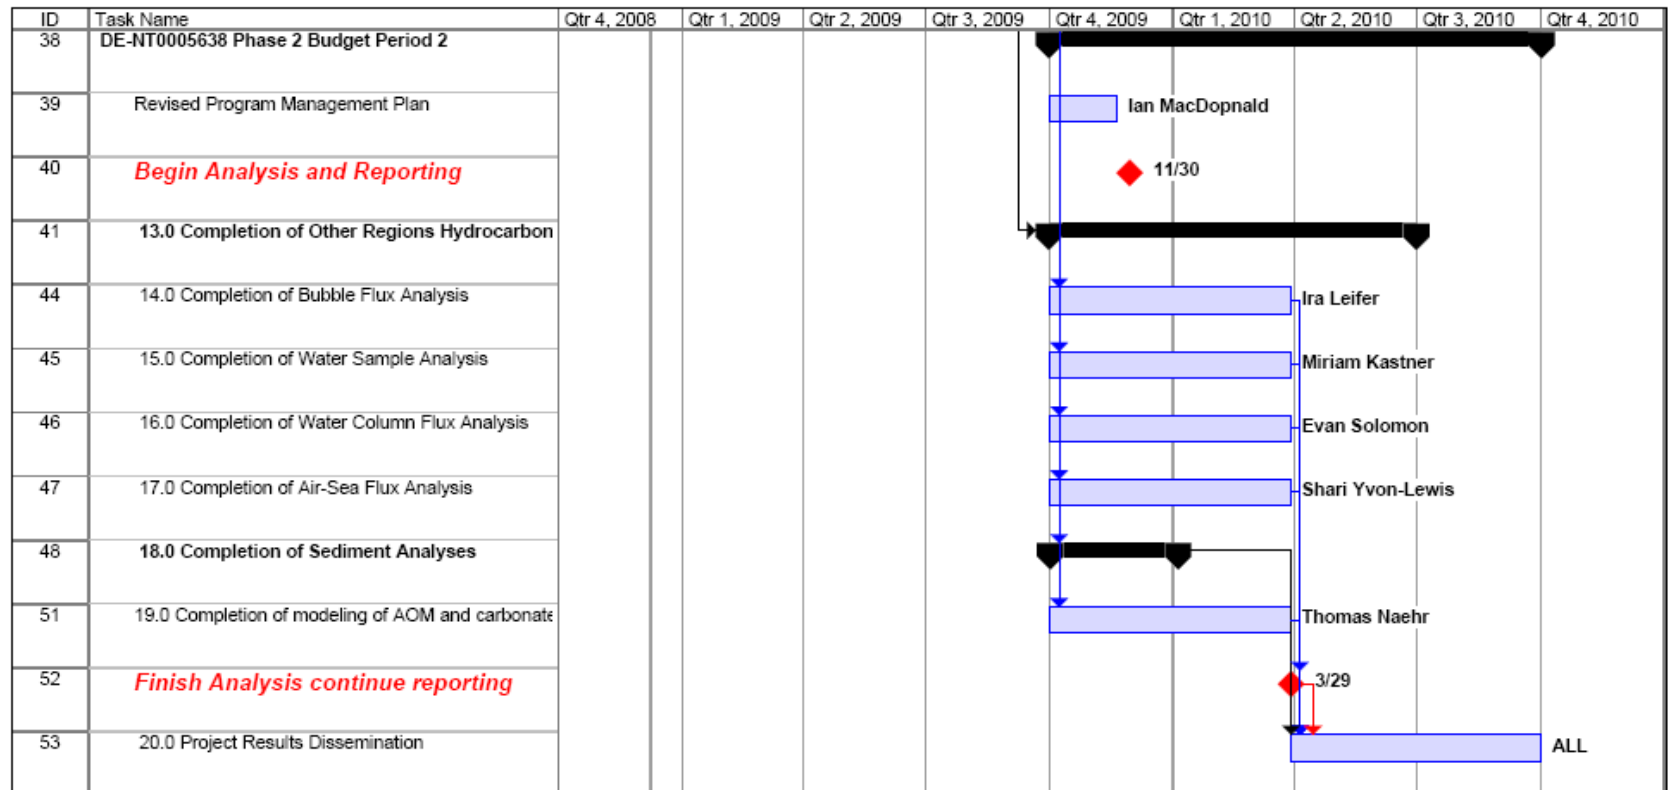 ID Task Name Qtr 4, 2008 Qtr 1, 2009 Qtr 2, 2009 Qtr 3, 2009 Qtr 4, 2009 Qtr 1, 2010 Qtr 2, 2010 Qtr 3, 2010 Qtr 4, 2010
38 DE-NT0005638 Phase 2 Budget Period 2
39 Revised Program Management Plan Ian MacDopnald
40 Begin Analysis and Reporting 11/30
41 13.0 Completion of Other Regions Hydrocarbon
44 14.0 Completion of Bubble Flux Analysis Ira Leifer
45 15.0 Completion of Water Sample Analysis Miriam Kastner
46 16.0 Completion of Water Column Flux Analysis Evan Solomon
47 17.0 Completion of Air-Sea Flux Analysis Shari Yvon-Lewis
48 18.0 Completion of Sediment Analyses
51 19.0 Completion of modeling of AOM and carbonate Thomas Naehr
52 Finish Analysis continue reporting 3/29
53 20.0 Project Results Dissemination ALL